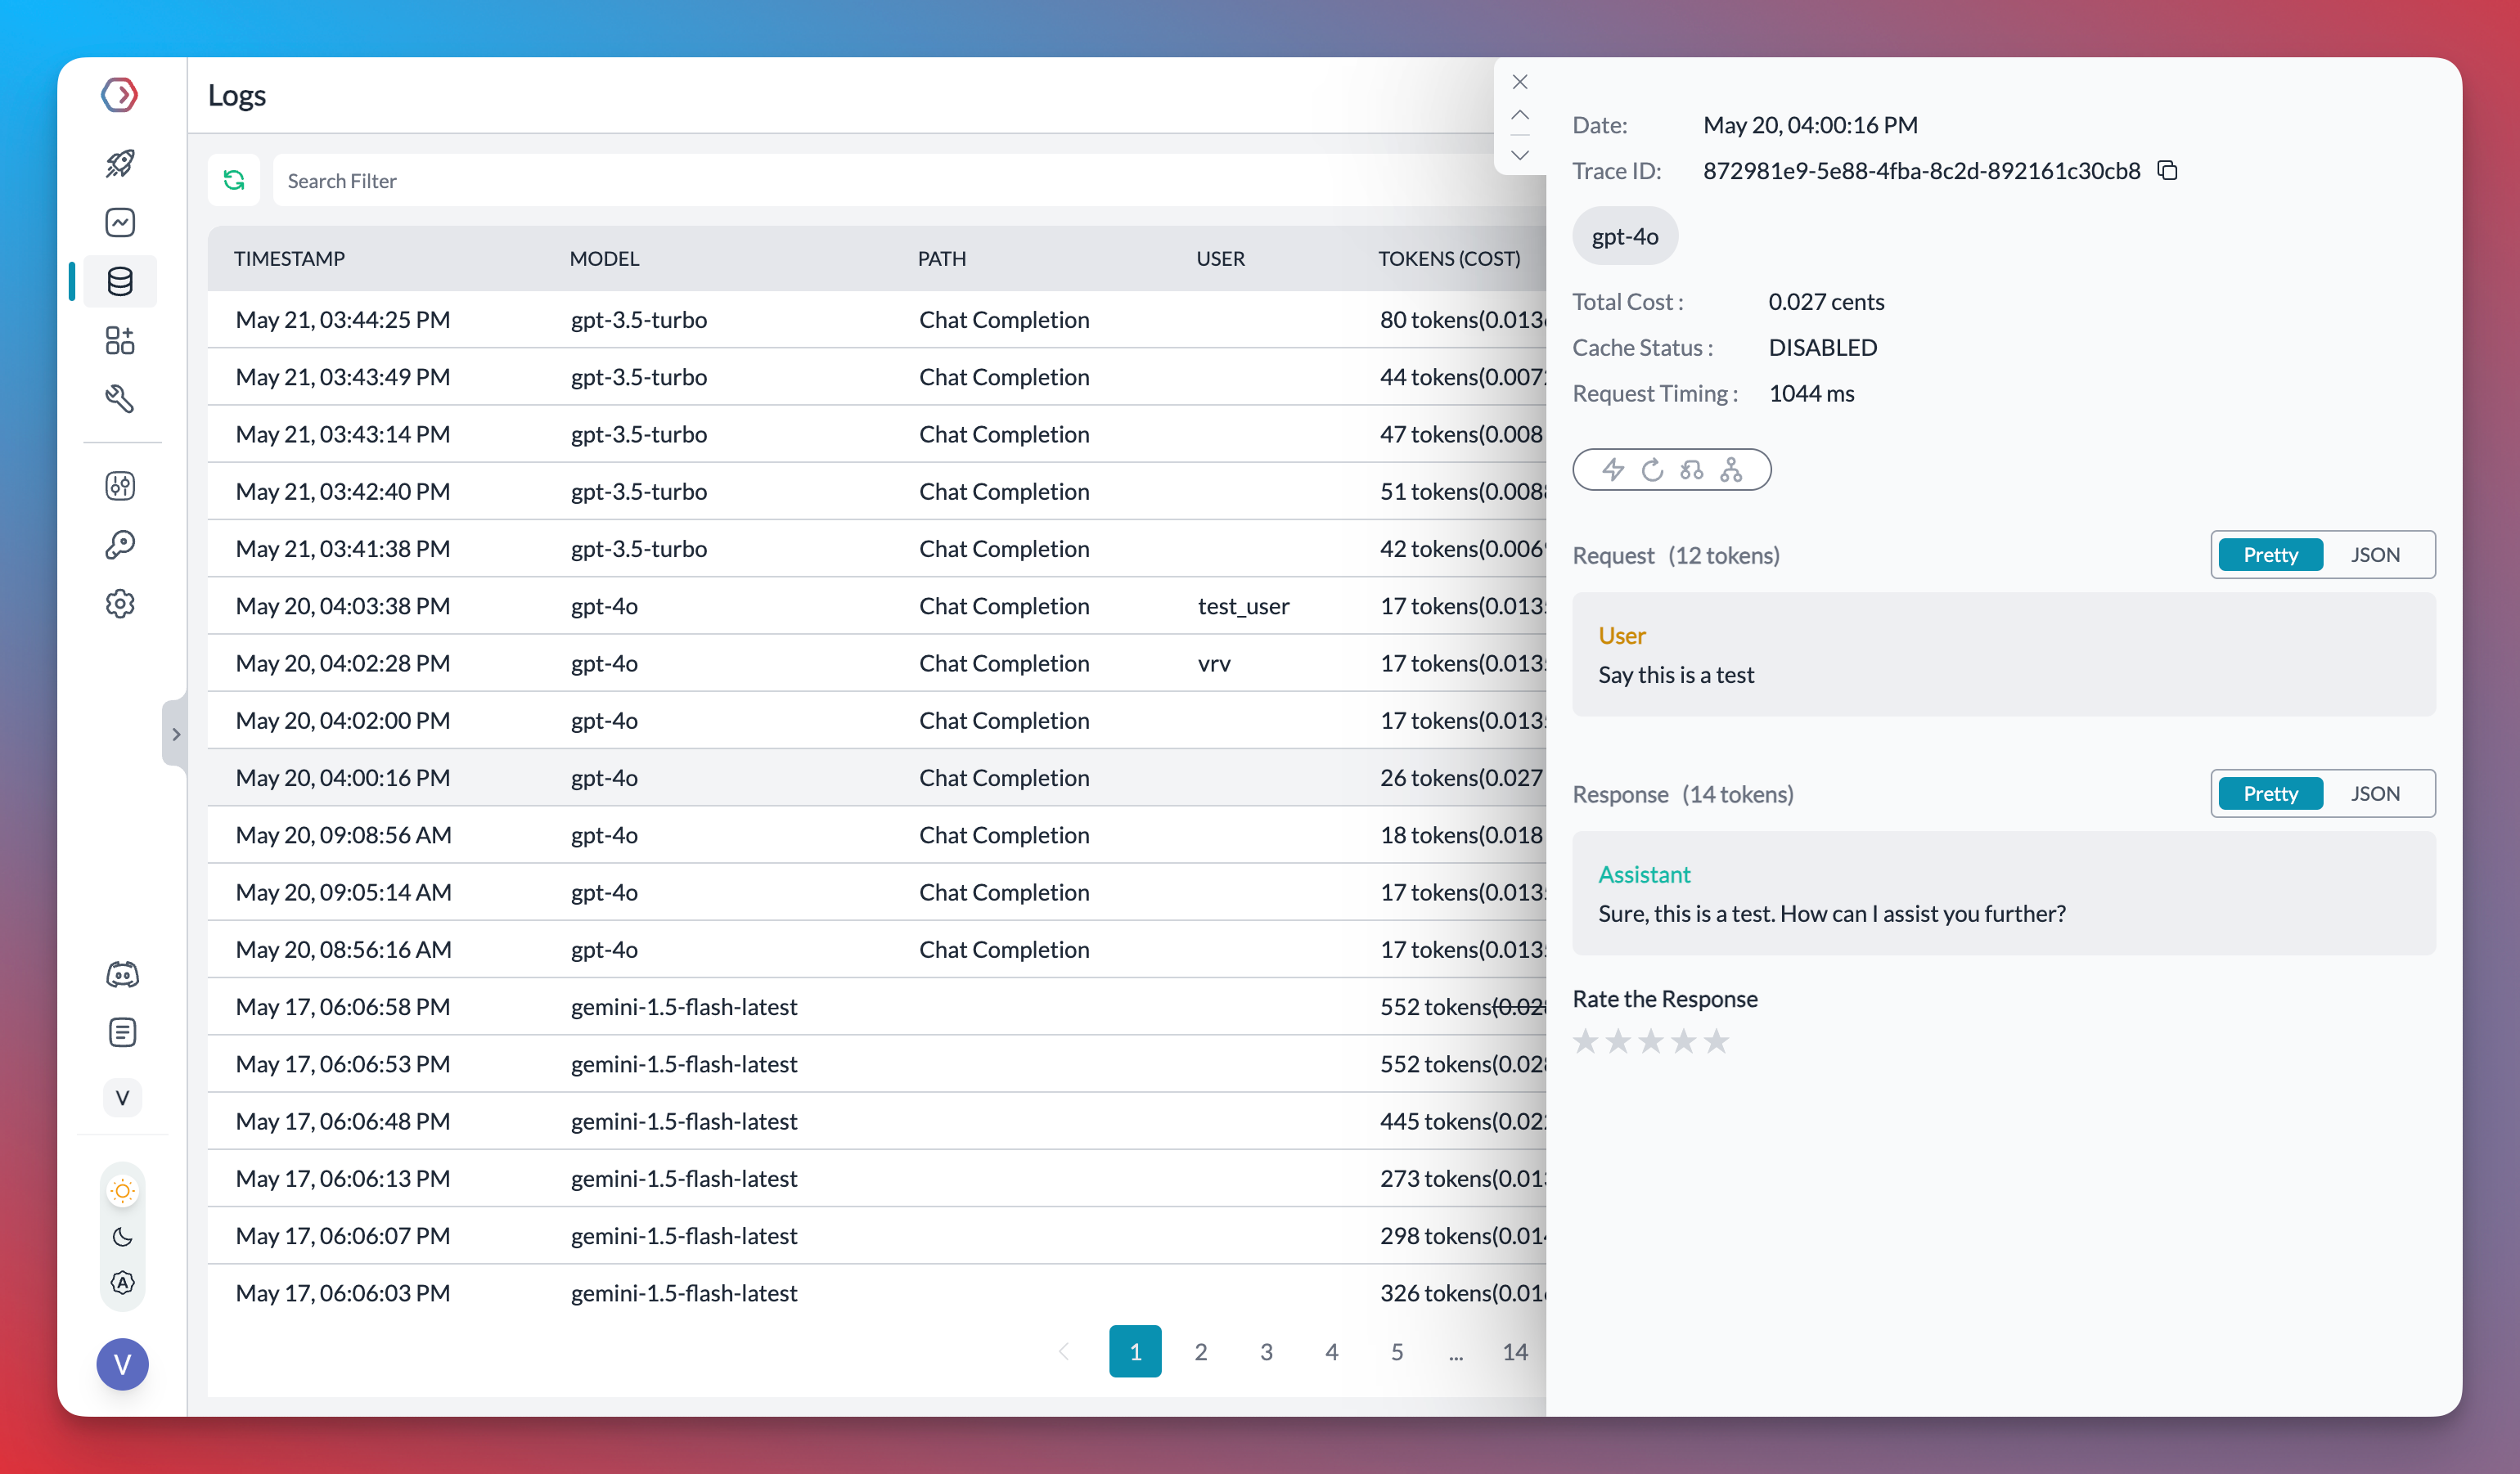 Logs
Search Filter
TIMESTAMP MODEL PATH USER TOKENS (COST)
May 21, 03:44:25 PM gpt-3.5-turbo Chat Completion 80 tokens(0.013
May 21, 03:43:49 PM gpt-3.5-turbo Chat Completion 44 tokens(0.007
May 21, 03:43:14 PM gpt-3.5-turbo Chat Completion 47 tokens(0.008
May 21, 03:42:40 PM gpt-3.5-turbo Chat Completion 51 tokens(0.008
May 21, 03:41:38 PM gpt-3.5-turbo Chat Completion 42 tokens(0.006
May 20, 04:03:38 PM gpt-4o Chat Completion test_user 17 tokens(0.013
May 20, 04:02:28 PM gpt-4o Chat Completion vrv 17 tokens(0.013
May 20, 04:02:00 PM gpt-4o Chat Completion 17 tokens(0.013
May 20, 04:00:16 PM gpt-4o Chat Completion 26 tokens(0.027
May 20, 09:08:56 AM gpt-4o Chat Completion 18 tokens(0.018
May 20, 09:05:14 AM gpt-4o Chat Completion 17 tokens(0.013
May 20, 08:56:16 AM gpt-4o Chat Completion 17 tokens(0.013
May 17, 06:06:58 PM gemini-1.5-flash-latest 552 tokens(0.02
May 17, 06:06:53 PM gemini-1.5-flash-latest 552 tokens(0.02
May 17, 06:06:48 PM gemini-1.5-flash-latest 445 tokens(0.02
May 17, 06:06:13 PM gemini-1.5-flash-latest 273 tokens(0.01
May 17, 06:06:07 PM gemini-1.5-flash-latest 298 tokens(0.01
May 17, 06:06:03 PM gemini-1.5-flash-latest 326 tokens(0.01
1 2 3 4 5 ... 14
V
A
V
Date: May 20, 04:00:16 PM
Trace ID: 872981e9-5e88-4fba-8c2d-892161c30cb8
gpt-4o
Total Cost : 0.027 cents
Cache Status : DISABLED
Request Timing : 1044 ms
Request (12 tokens) Pretty JSON
User
Say this is a test
Response (14 tokens) Pretty JSON
Assistant
Sure, this is a test. How can I assist you further?
Rate the Response